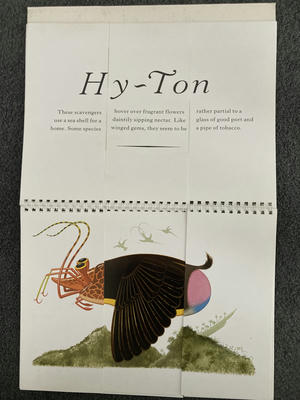 Hy-Ton
These scavengers
use a sea shell for a
home. Some species
hover over fragrant flowers
daintily sipping nectar. Like
winged gems, they seem to be
rather partial to a
glass of good port and
a pipe of tobacco.